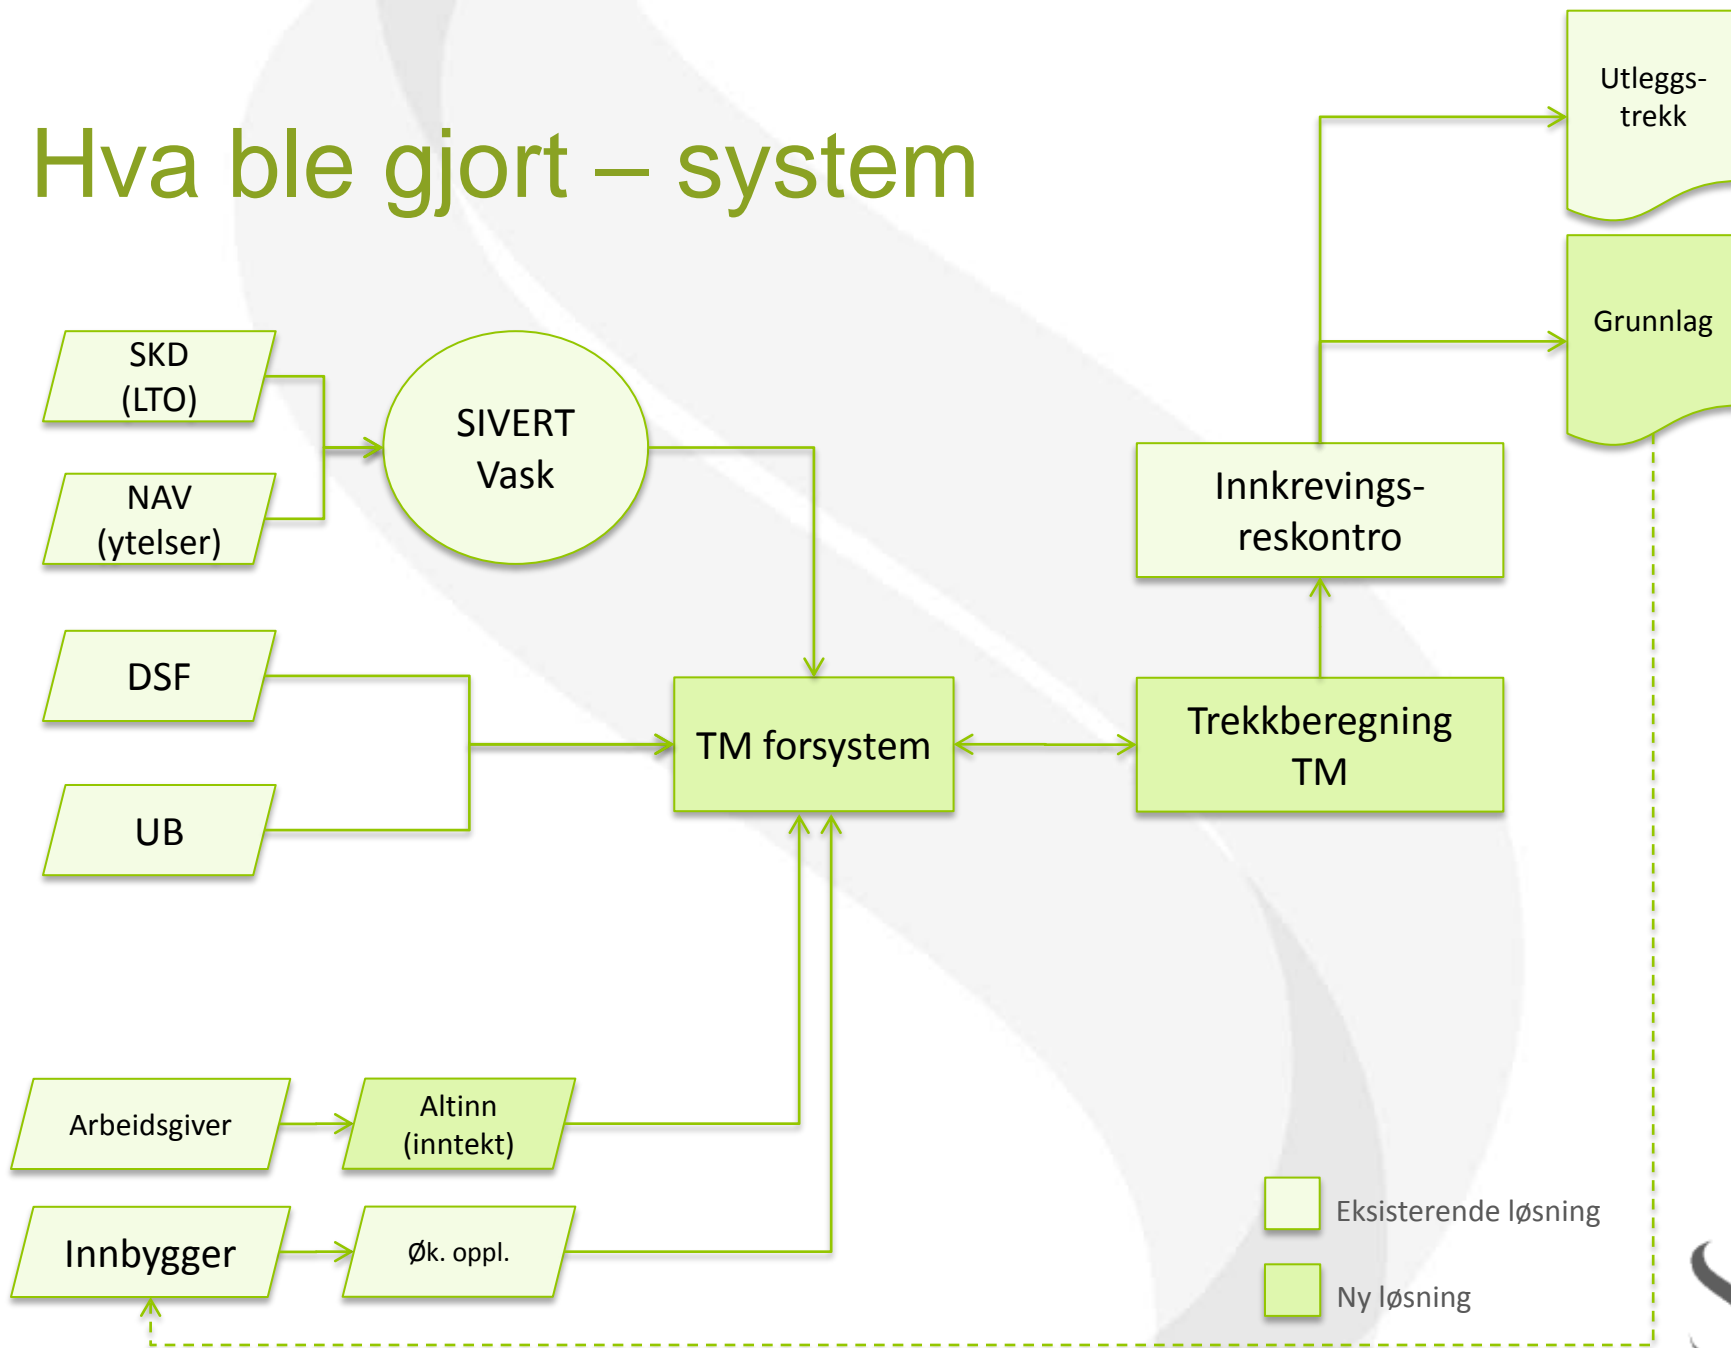 Hva ble gjort – system
Utleggs-
trekk
Grunnlag
SKD
(LTO)
NAV
(ytelser)
SIVERT
Vask
Innkrevings-
reskontro
DSF
UB
TM forsystem
Trekkberegning
TM
Arbeidsgiver
Altinn
(inntekt)
Innbygger
Øk. oppl.
Eksisterende løsning
Ny løsning